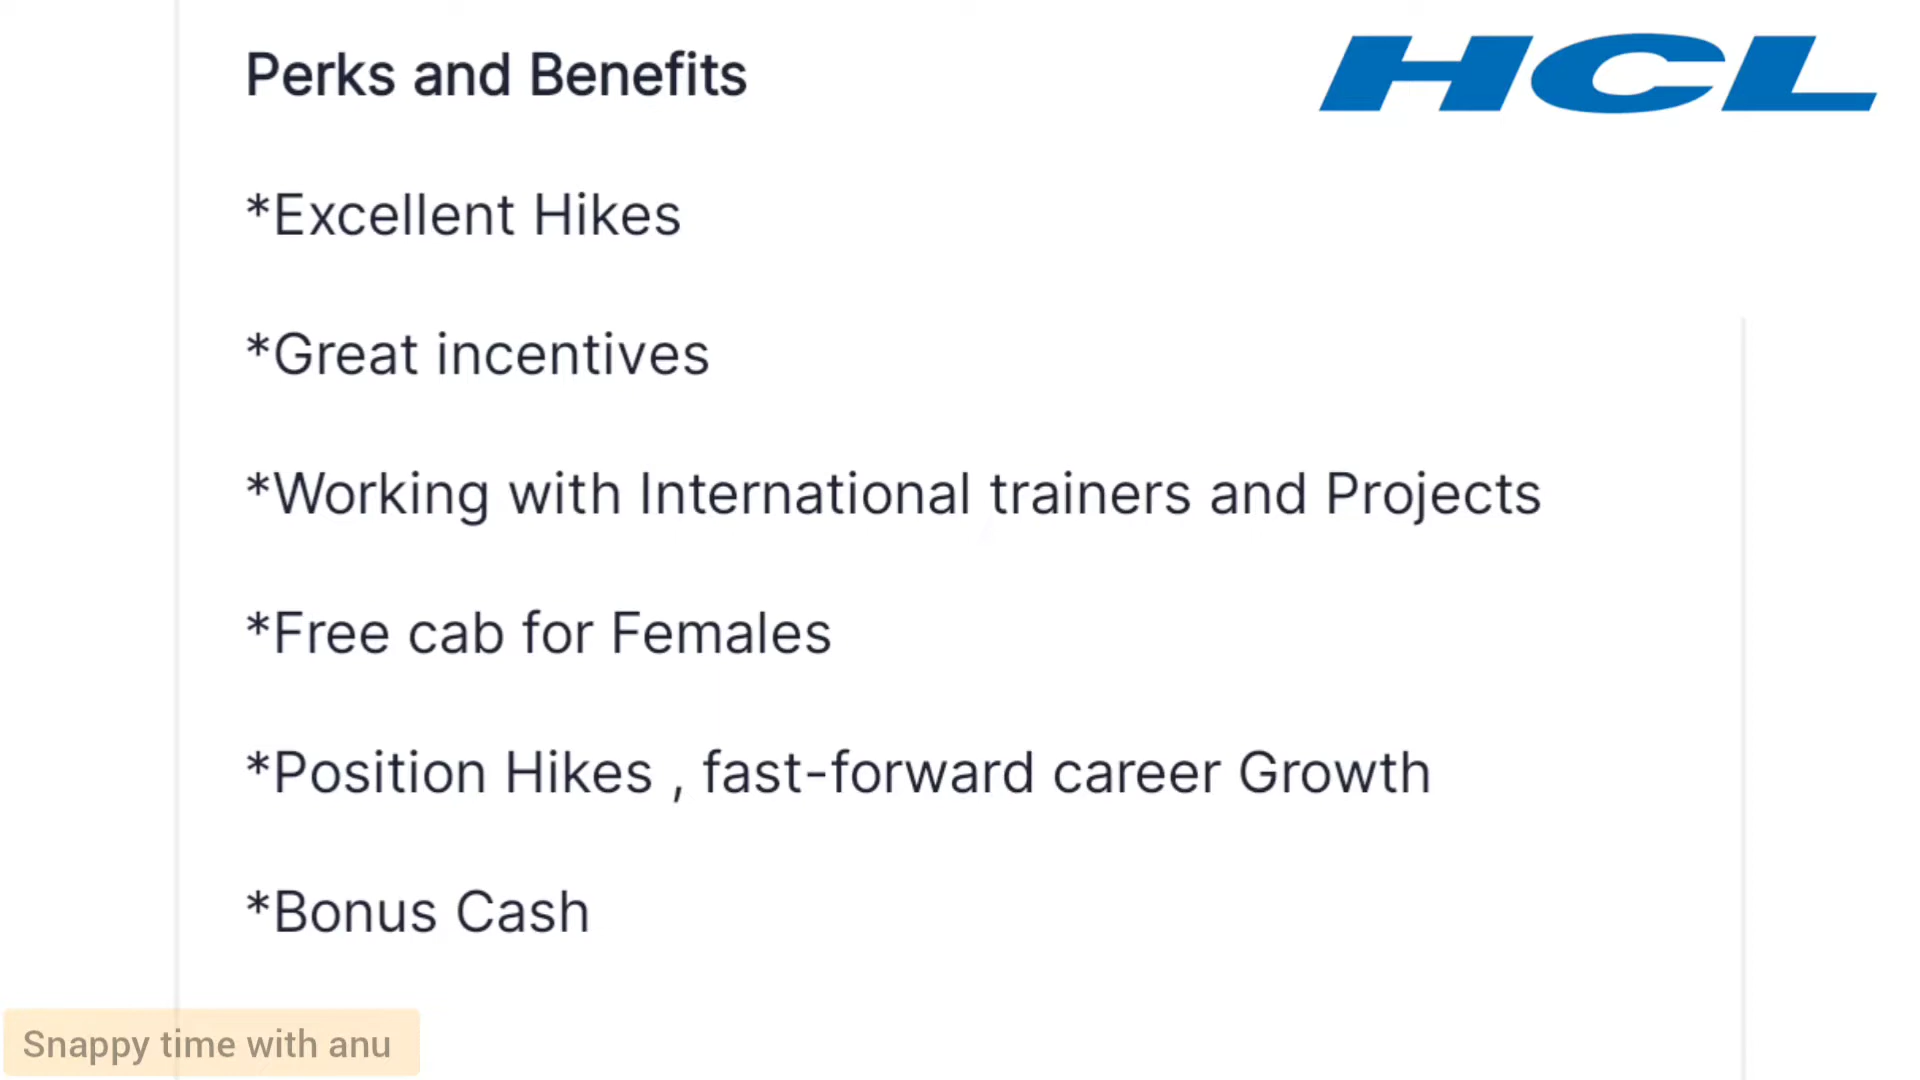 Perks and Benefits
HCL
*Excellent Hikes
*Great incentives
*Working with International trainers and Projects
*Free cab for Females
*Position Hikes , fast-forward career Growth
*Bonus Cash
Snappy time with anu